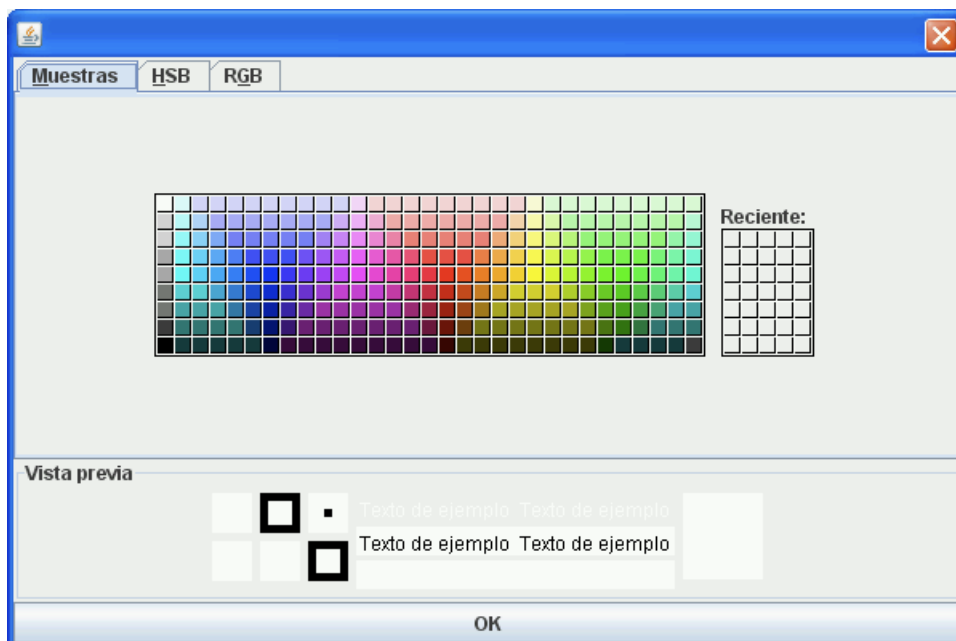 Muestras HSB RGB
Reciente:
Vista previa
Texto de ejemplo Texto de ejemplo
Texto de ejemplo Texto de ejemplo
OK